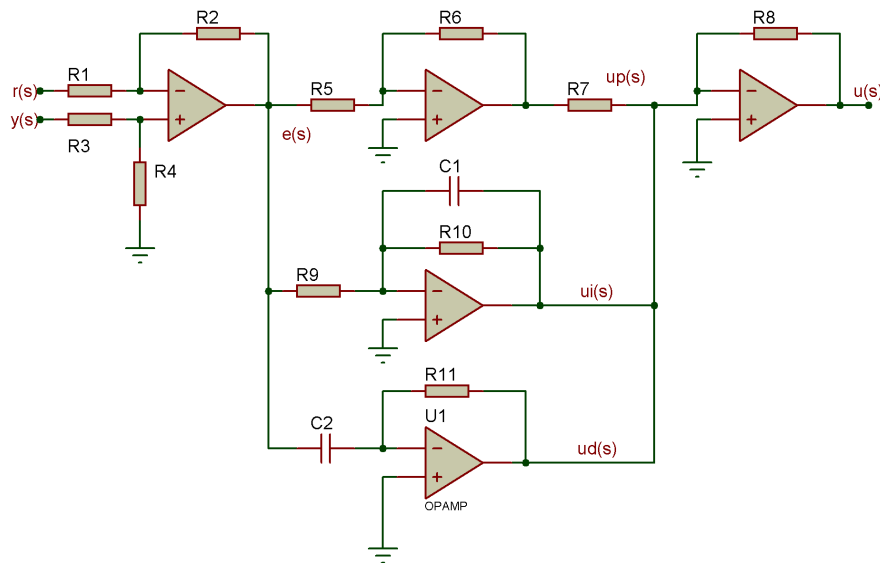 R2
R6
R8
r(s)
R1
R5
up(s)
R7
u(s)
y(s)
R3
e(s)
R4
C1
R10
R9
ui(s)
R11
U1
C2
ud(s)
OPAMP